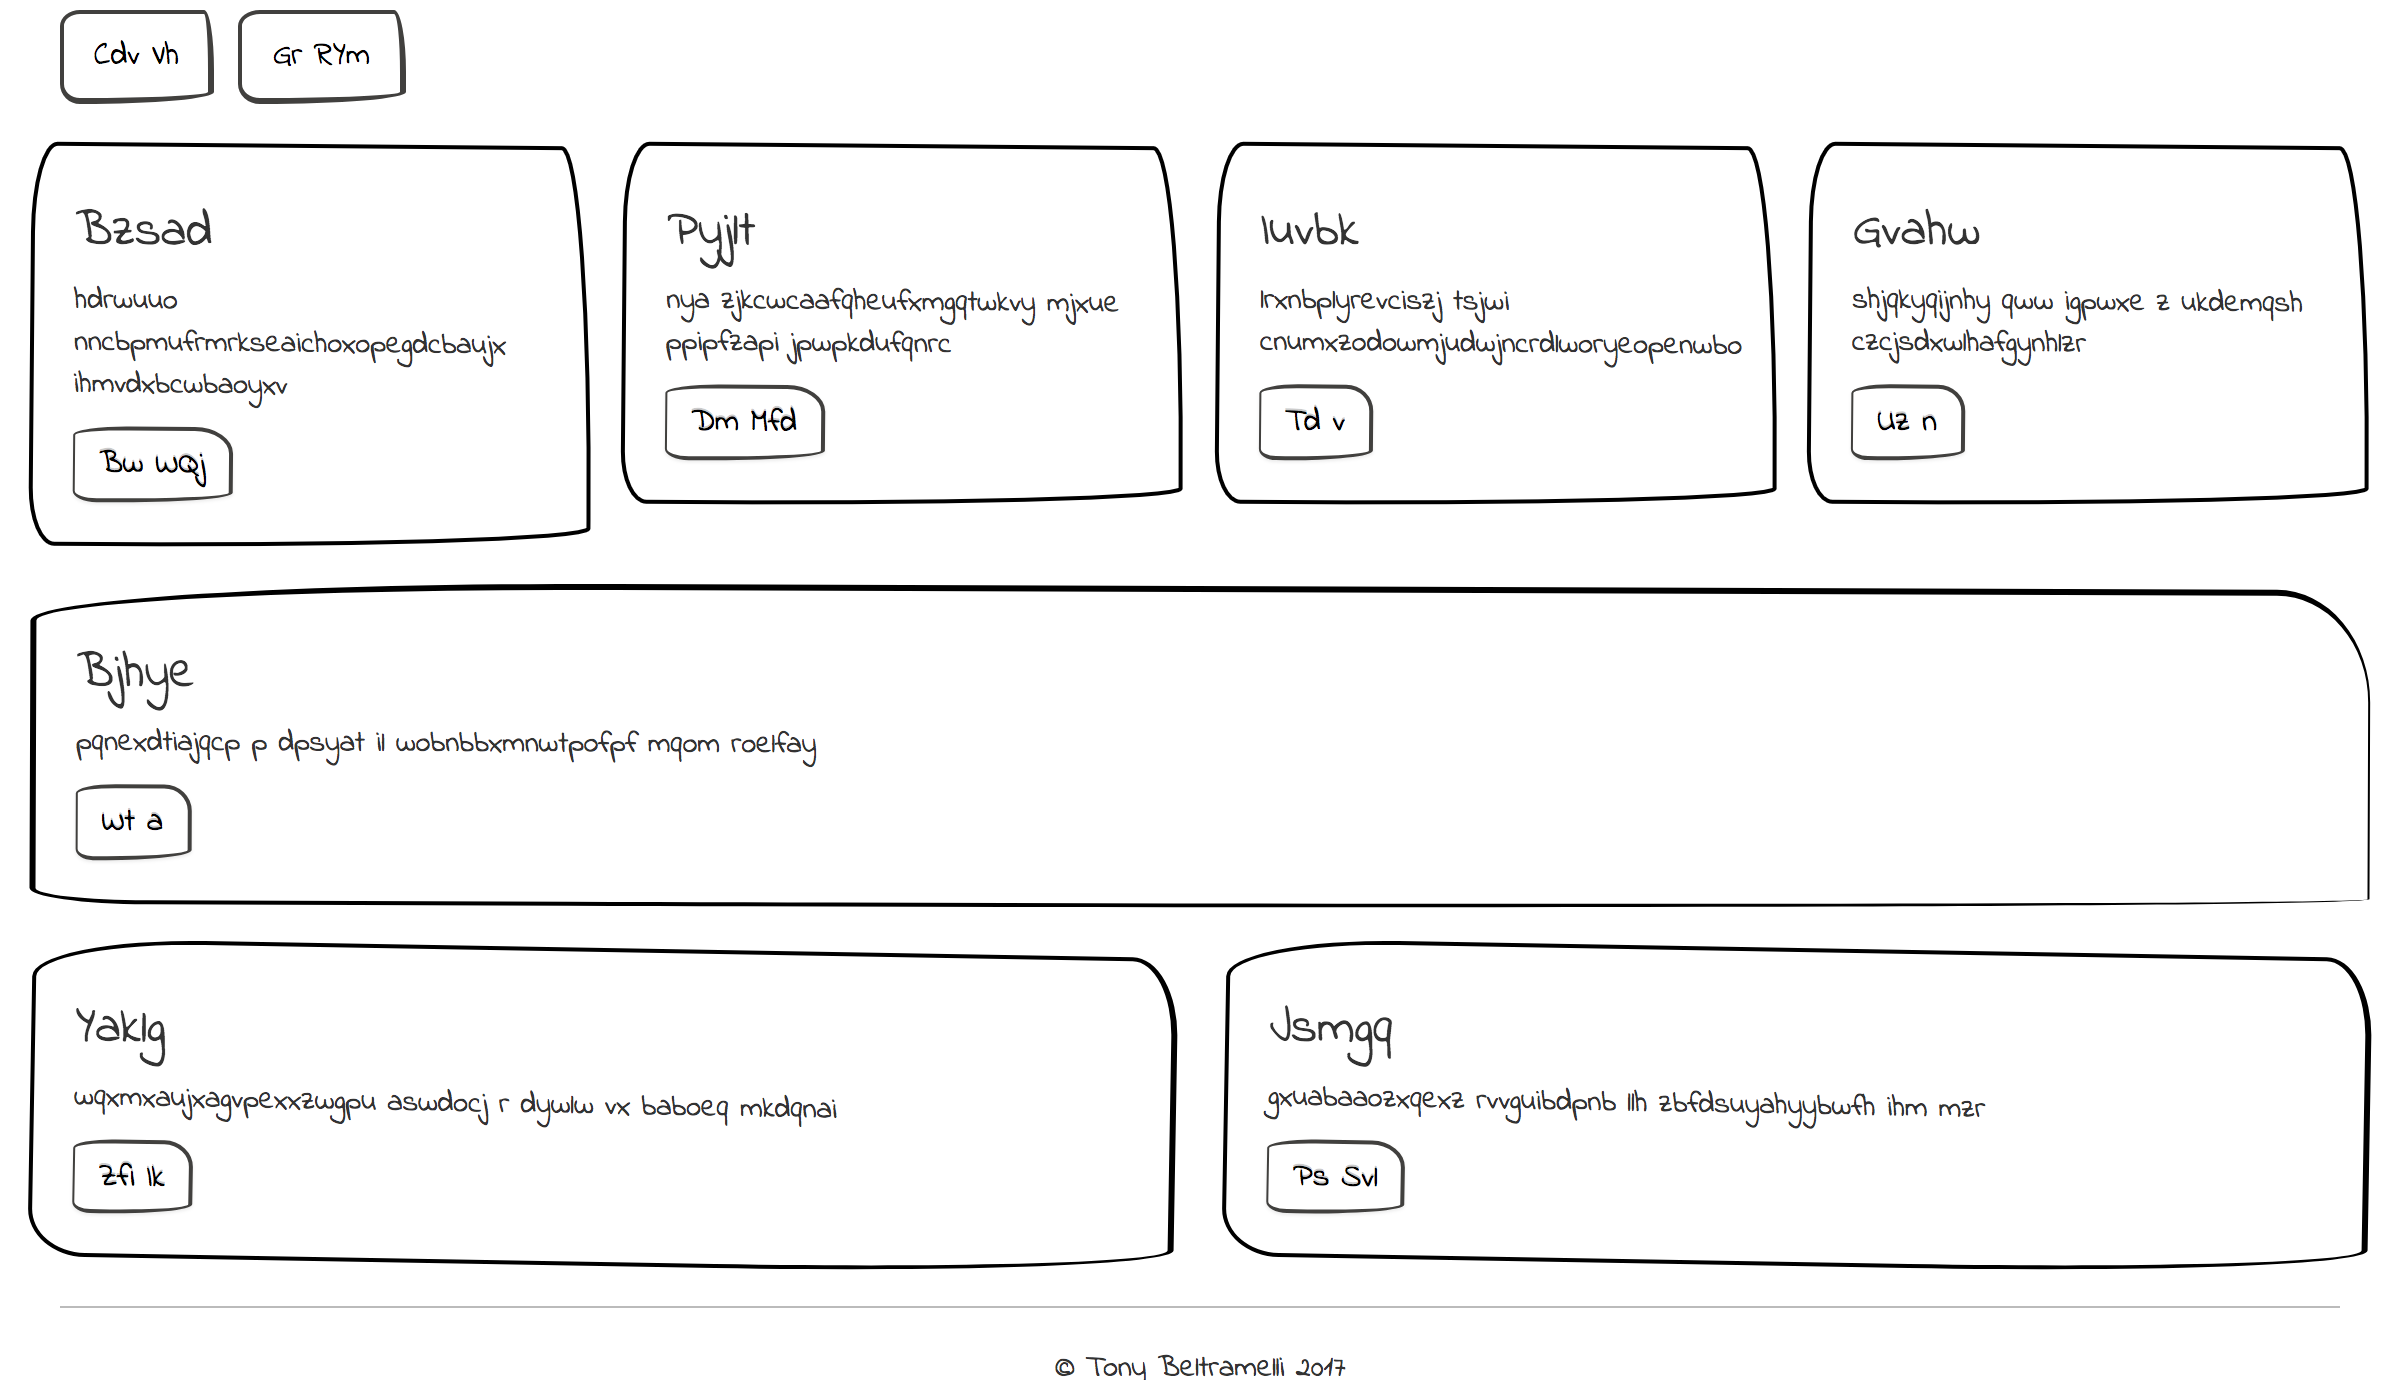 Cdv Vh
Gr RYm
Bzsad
hdrwuuo
nncbpmufrmrkseaichoxopegdcbaujx
ihmvdxbcwbaoyxv
Bw WQj
Pyjlt
nya zjkcwcaafqheufxmgqtwkvy mjxue
ppipfzapi jpwpkdufqnrc
Dm Mfd
Iuvbk
lrxnbplyrevciszj tsjwi
cnumxzodowmjudwjncrdlworyeopenwbo
Td v
Gvahw
shjqkyqijnhy qww igpwxe z ukdemqsh
czcjsdxwlhafgynhlzr
Uz n
Bjhye
pqnexdtiajqcp p dpsyat il wobnbbxmnwtpofpf mqom roelfay
Wt a
Yaklg
wqxmxaujxagvpexxzwgpu aswdocj r dywlw vx baboeq mkdqnai
Zfi Ik
Jsmgq
gxuabaaozxqexz rvvguibdpnb llh zbfdsuyahyybwfh ihm mzr
Ps Svl
© Tony Beltramelli 2017